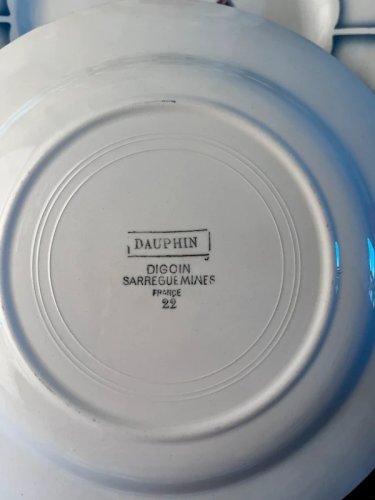 DAUPHIN
DIGOIN
SARREGUEMINES
FRANCE
22